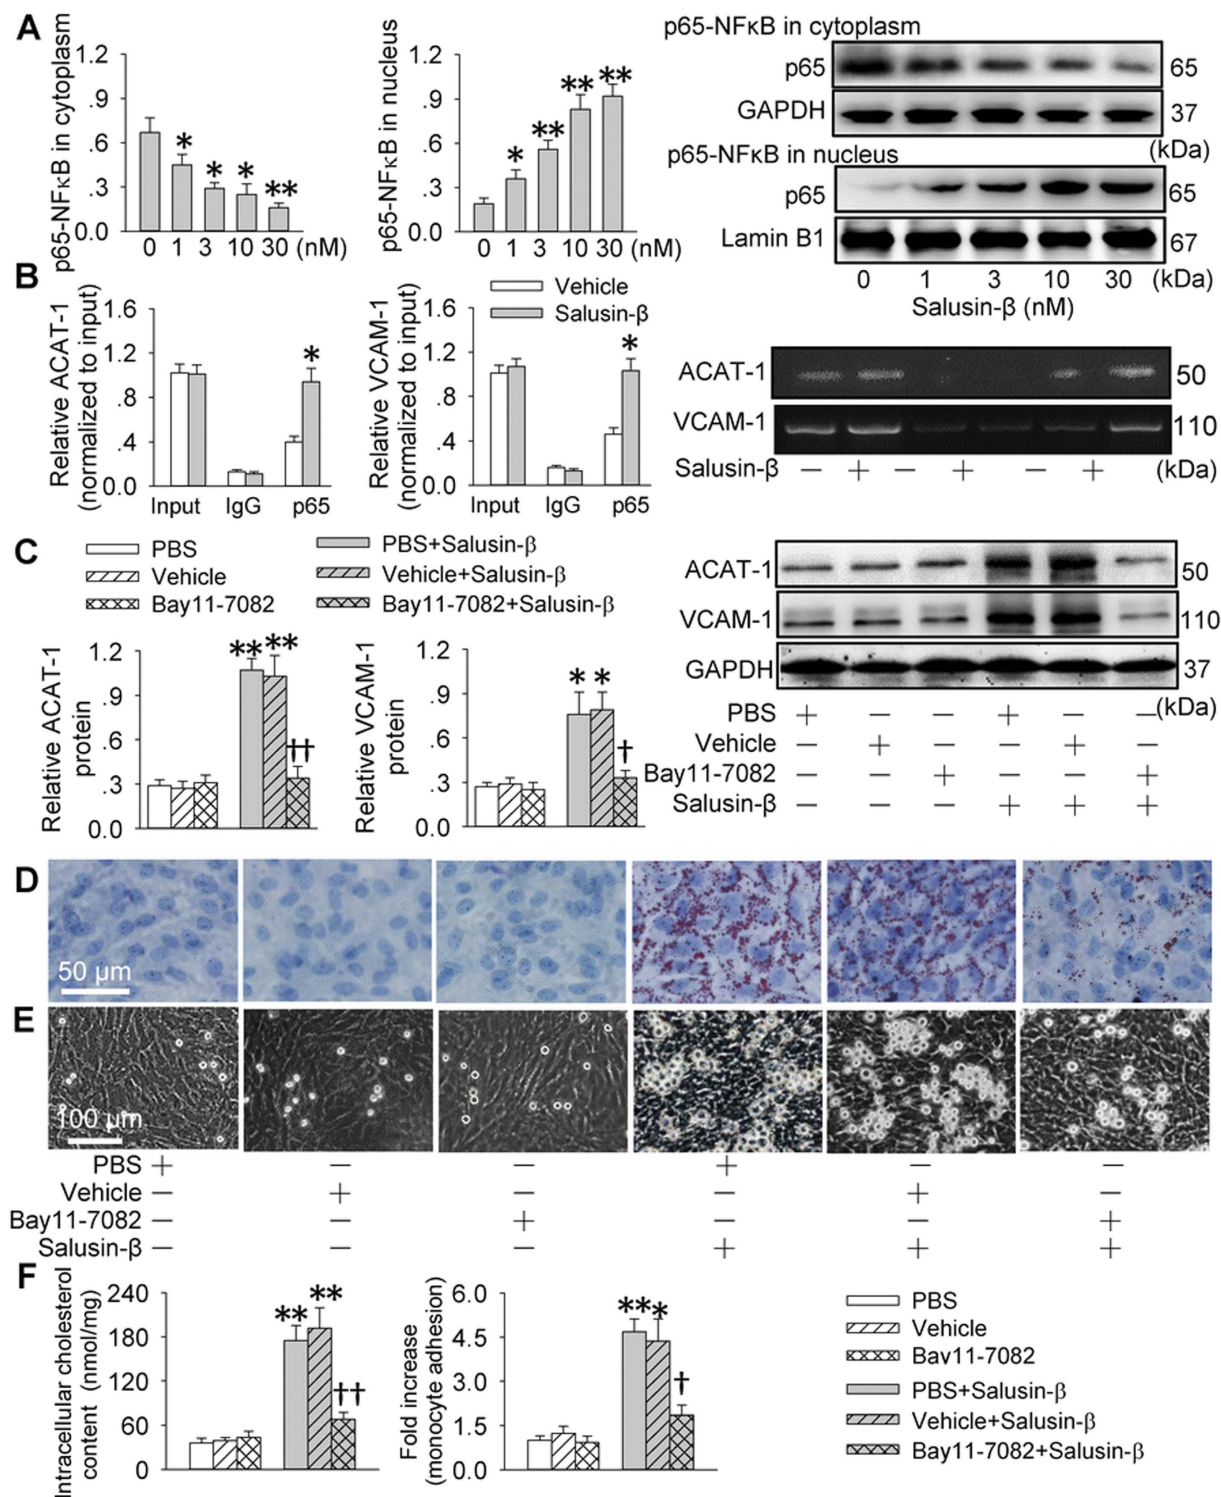 A
p65-NFκB in cytoplasm
1.2
.9
.6
.3
0.0
0 1 3 10 30 (nM)
*
*
*
**
p65-NFκB in nucleus
1.2
.9
.6
.3
0.0
0 1 3 10 30 (nM)
*
**
**
**
p65-NFκB in cytoplasm
p65 65
GAPDH 37
(kDa)
p65-NFκB in nucleus
p65 65
Lamin B1 67
0 1 3 10 30 (kDa)
Salusin-β (nM)
B
Relative ACAT-1
(normalized to input)
1.6
1.2
.8
.4
0.0
Input IgG p65
*
Relative VCAM-1
(normalized to input)
1.6
1.2
.8
.4
0.0
Input IgG p65
*
Vehicle
Salusin-β
ACAT-1 50
VCAM-1 110
Salusin-β — + — + — + (kDa)
C
PBS
Vehicle
Bay11-7082
PBS+Salusin-β
Vehicle+Salusin-β
Bay11-7082+Salusin-β
Relative ACAT-1
protein
1.2
.9
.6
.3
0.0
** **
††
Relative VCAM-1
protein
1.2
.9
.6
.3
0.0
* *
†
ACAT-1 50
VCAM-1 110
GAPDH 37
(kDa)
PBS + — — + — —
Vehicle — + — — + —
Bay11-7082 — — + — — +
Salusin-β — — — + + +
D
50 µm
E
100 µm
PBS + — — + — —
Vehicle — + — — + —
Bay11-7082 — — + — — +
Salusin-β — — — + + +
F
Intracellular cholesterol
content (nmol/mg)
240
180
120
60
0
** **
††
Fold increase
(monocyte adhesion)
6.0
4.5
3.0
1.5
0.0
** *
†
PBS
Vehicle
Bav11-7082
PBS+Salusin-β
Vehicle+Salusin-β
Bay11-7082+Salusin-β